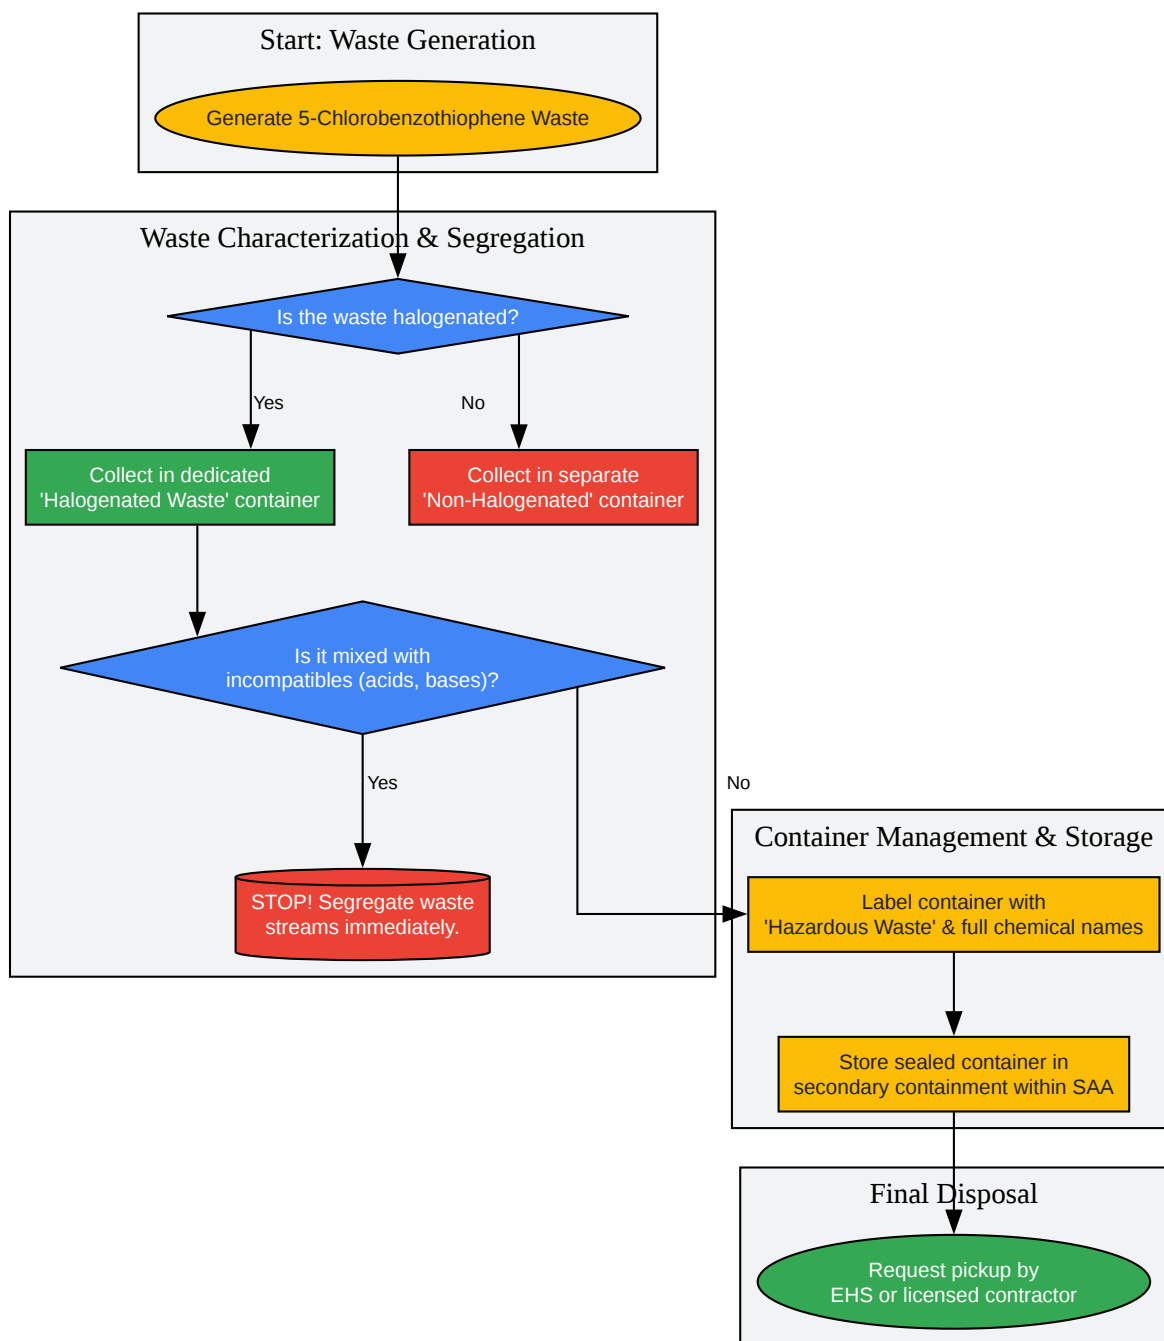 Start: Waste Generation
Generate 5-Chlorobenzothiophene Waste
Waste Characterization & Segregation
Is the waste halogenated?
Yes
No
Collect in dedicated
'Halogenated Waste' container
Collect in separate
'Non-Halogenated' container
Is it mixed with
incompatibles (acids, bases)?
Yes
No
STOP! Segregate waste
streams immediately.
Container Management & Storage
Label container with
'Hazardous Waste' & full chemical names
Store sealed container in
secondary containment within SAA
Final Disposal
Request pickup by
EHS or licensed contractor